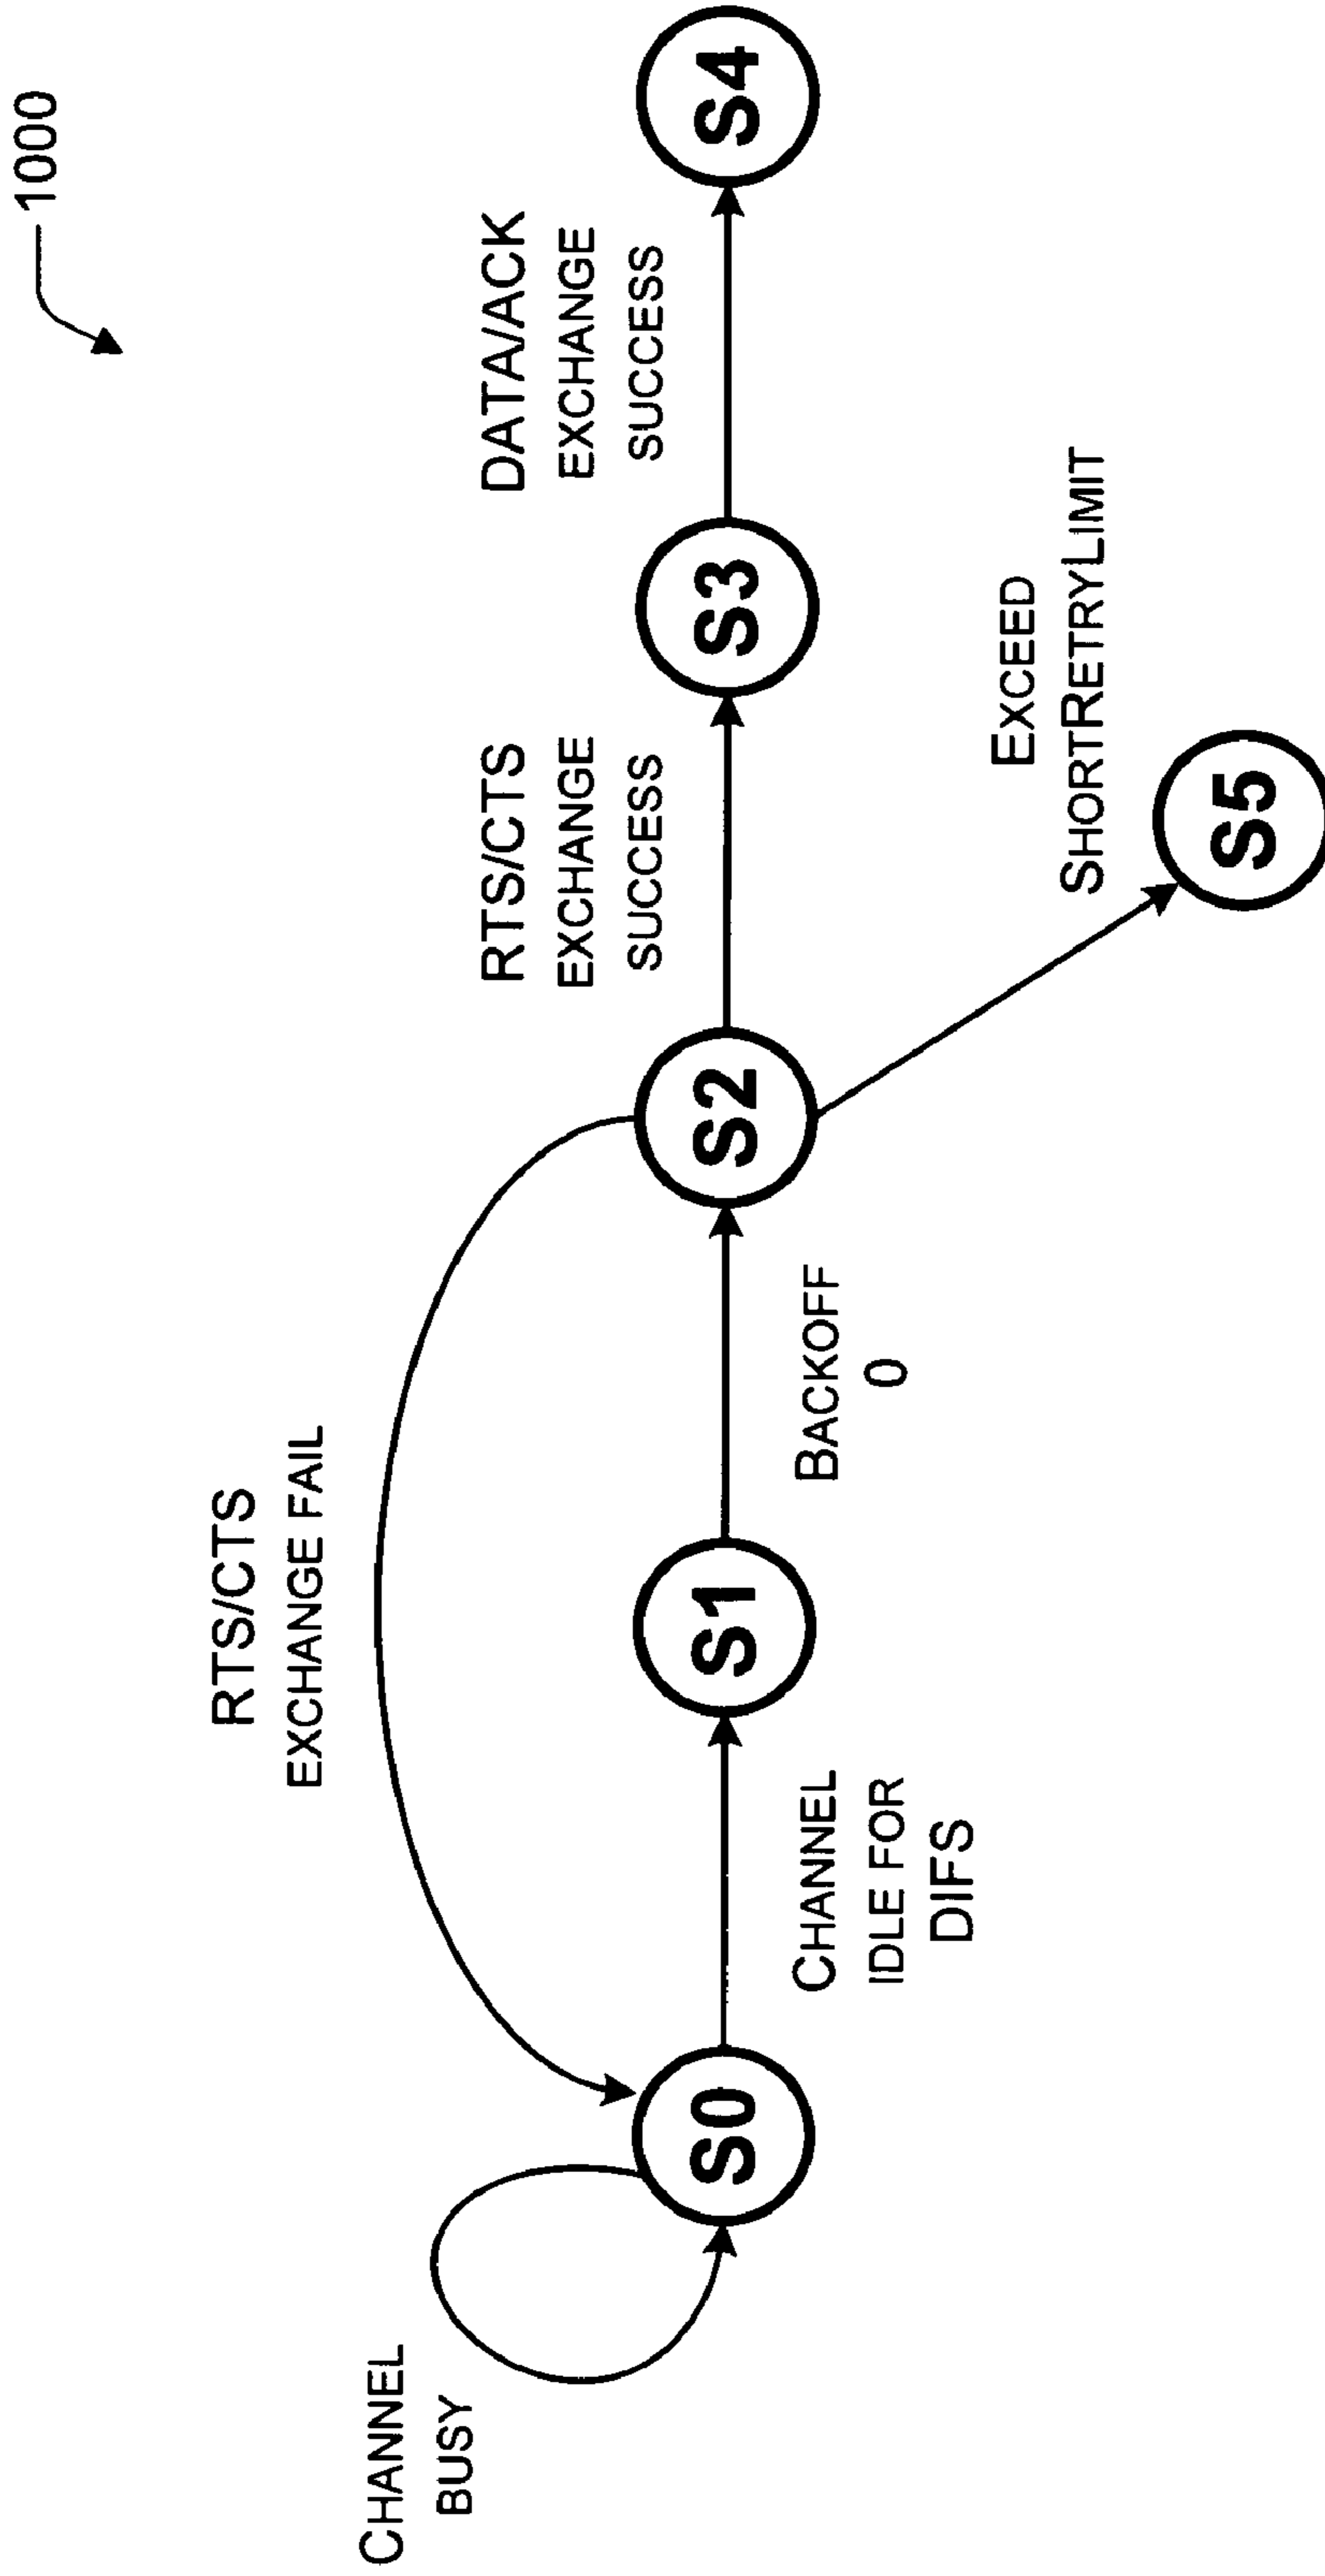 1000
RTS/CTS
EXCHANGE FAIL
CHANNEL
BUSY
RTS/CTS
EXCHANGE
SUCCESS
DATA/ACK
EXCHANGE
SUCCESS
S0
S1
S2
S3
S4
CHANNEL
IDLE FOR
DIFS
BACKOFF
0
EXCEED
SHORTRETRYLIMIT
S5